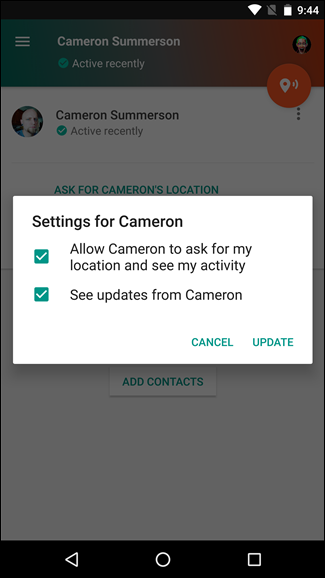 9:44
Cameron Summerson
Active recently
Cameron Summerson
Active recently
ASK FOR CAMERON'S LOCATION
Settings for Cameron
Allow Cameron to ask for my
location and see my activity
See updates from Cameron
CANCEL UPDATE
ADD CONTACTS